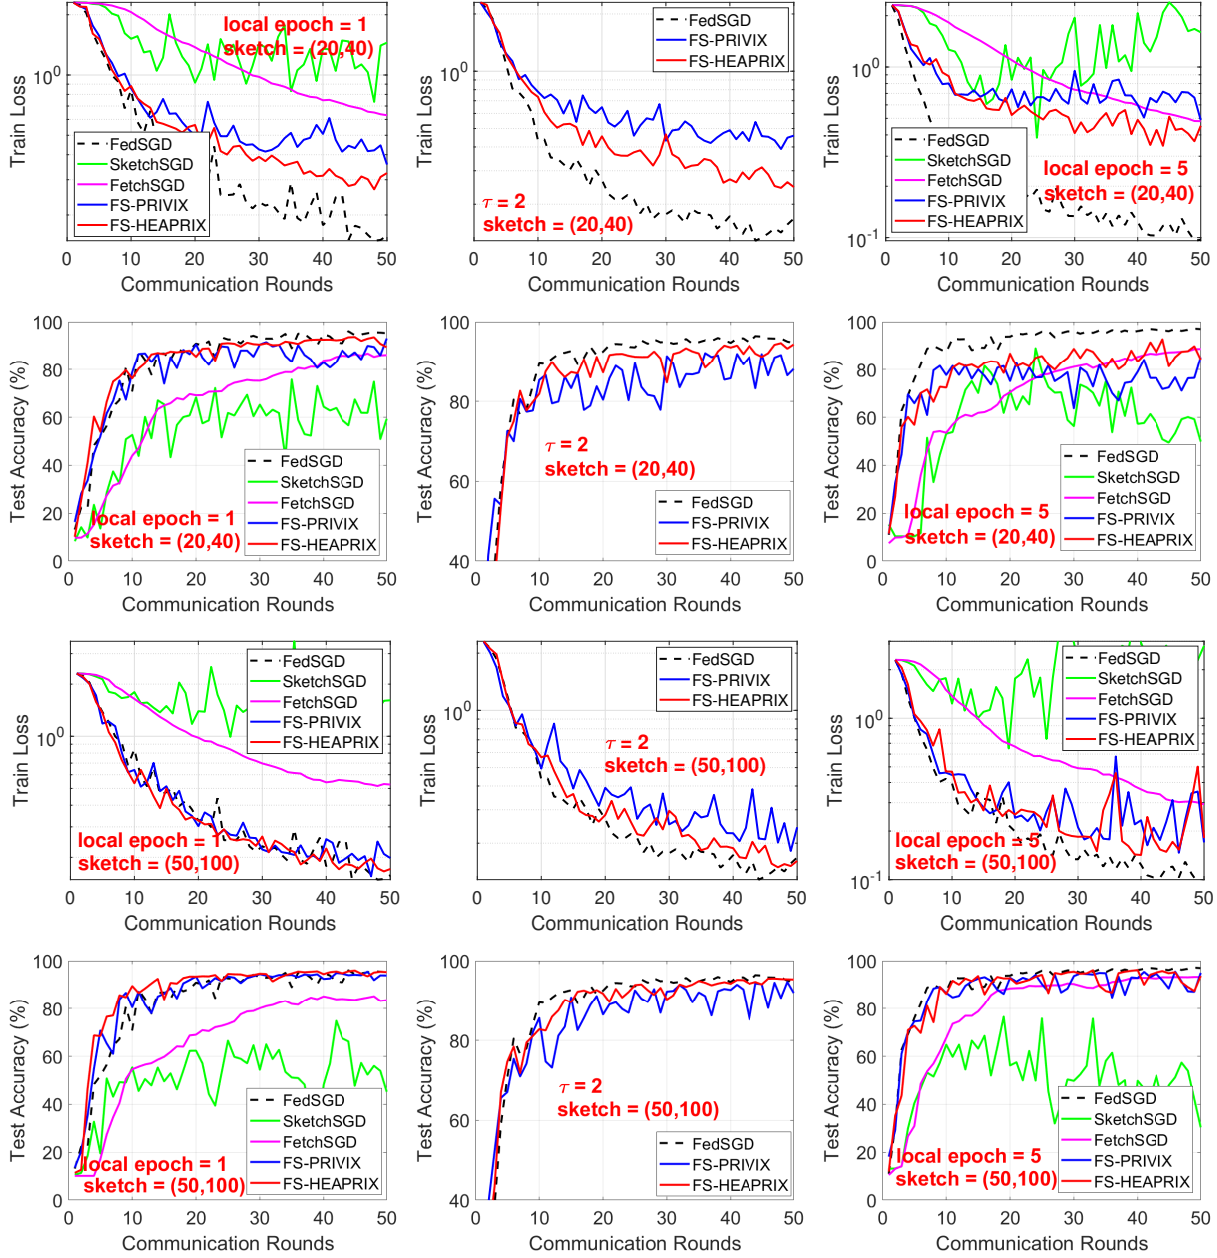 local epoch = 1
sketch = (20,40)
10^0
Train Loss
FedSGD
SketchSGD
FetchSGD
FS-PRIVIX
FS-HEAPRIX
0 10 20 30 40 50
Communication Rounds
FedSGD
FS-PRIVIX
FS-HEAPRIX
10^0
Train Loss
τ = 2
sketch = (20,40)
0 10 20 30 40 50
Communication Rounds
10^0
Train Loss
FedSGD
SketchSGD
FetchSGD
FS-PRIVIX
FS-HEAPRIX
local epoch = 5
sketch = (20,40)
10^-1
0 10 20 30 40 50
Communication Rounds
100
80
60
40
20
0
Test Accuracy (%)
FedSGD
SketchSGD
FetchSGD
FS-PRIVIX
FS-HEAPRIX
local epoch = 1
sketch = (20,40)
0 10 20 30 40 50
Communication Rounds
100
80
60
40
Test Accuracy (%)
τ = 2
sketch = (20,40)
FedSGD
FS-PRIVIX
FS-HEAPRIX
0 10 20 30 40 50
Communication Rounds
100
80
60
40
20
0
Test Accuracy (%)
FedSGD
SketchSGD
FetchSGD
FS-PRIVIX
FS-HEAPRIX
local epoch = 5
sketch = (20,40)
0 10 20 30 40 50
Communication Rounds
FedSGD
SketchSGD
FetchSGD
FS-PRIVIX
FS-HEAPRIX
10^0
Train Loss
local epoch = 1
sketch = (50,100)
0 10 20 30 40 50
Communication Rounds
FedSGD
FS-PRIVIX
FS-HEAPRIX
10^0
Train Loss
τ = 2
sketch = (50,100)
0 10 20 30 40 50
Communication Rounds
FedSGD
SketchSGD
FetchSGD
FS-PRIVIX
FS-HEAPRIX
10^0
Train Loss
local epoch = 5
sketch = (50,100)
10^-1
0 10 20 30 40 50
Communication Rounds
100
80
60
40
20
0
Test Accuracy (%)
FedSGD
SketchSGD
FetchSGD
FS-PRIVIX
FS-HEAPRIX
local epoch = 1
sketch = (50,100)
0 10 20 30 40 50
Communication Rounds
100
80
60
40
Test Accuracy (%)
τ = 2
sketch = (50,100)
FedSGD
FS-PRIVIX
FS-HEAPRIX
0 10 20 30 40 50
Communication Rounds
100
80
60
40
20
0
Test Accuracy (%)
FedSGD
SketchSGD
FetchSGD
FS-PRIVIX
FS-HEAPRIX
local epoch = 5
sketch = (50,100)
0 10 20 30 40 50
Communication Rounds